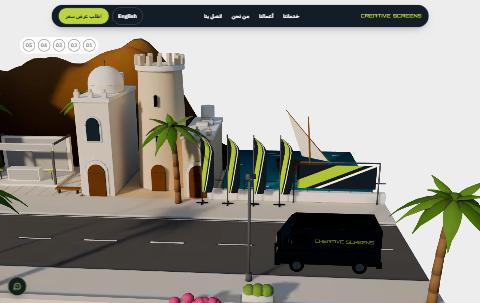 CREATIVE SCREENS
خدماتنا
أعمالنا
من نحن
اتصل بنا
English
اطلب عرض سعر
01
02
03
04
05
CREATIVE SCREENS